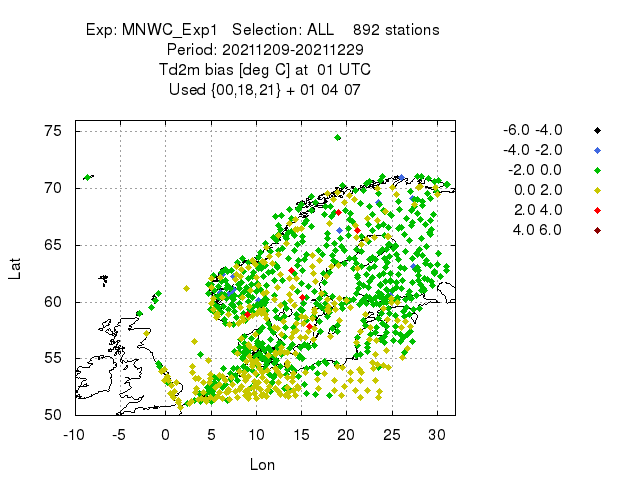 Exp: MNWC_Exp1 Selection: ALL 892 stations
Period: 20211209-20211229
Td2m bias [deg C] at 01 UTC
Used {00,18,21} + 01 04 07
-6.0 -4.0
-4.0 -2.0
-2.0 0.0
0.0 2.0
2.0 4.0
4.0 6.0
Lat
75
70
65
60
55
50
-10 -5 0 5 10 15 20 25 30
Lon